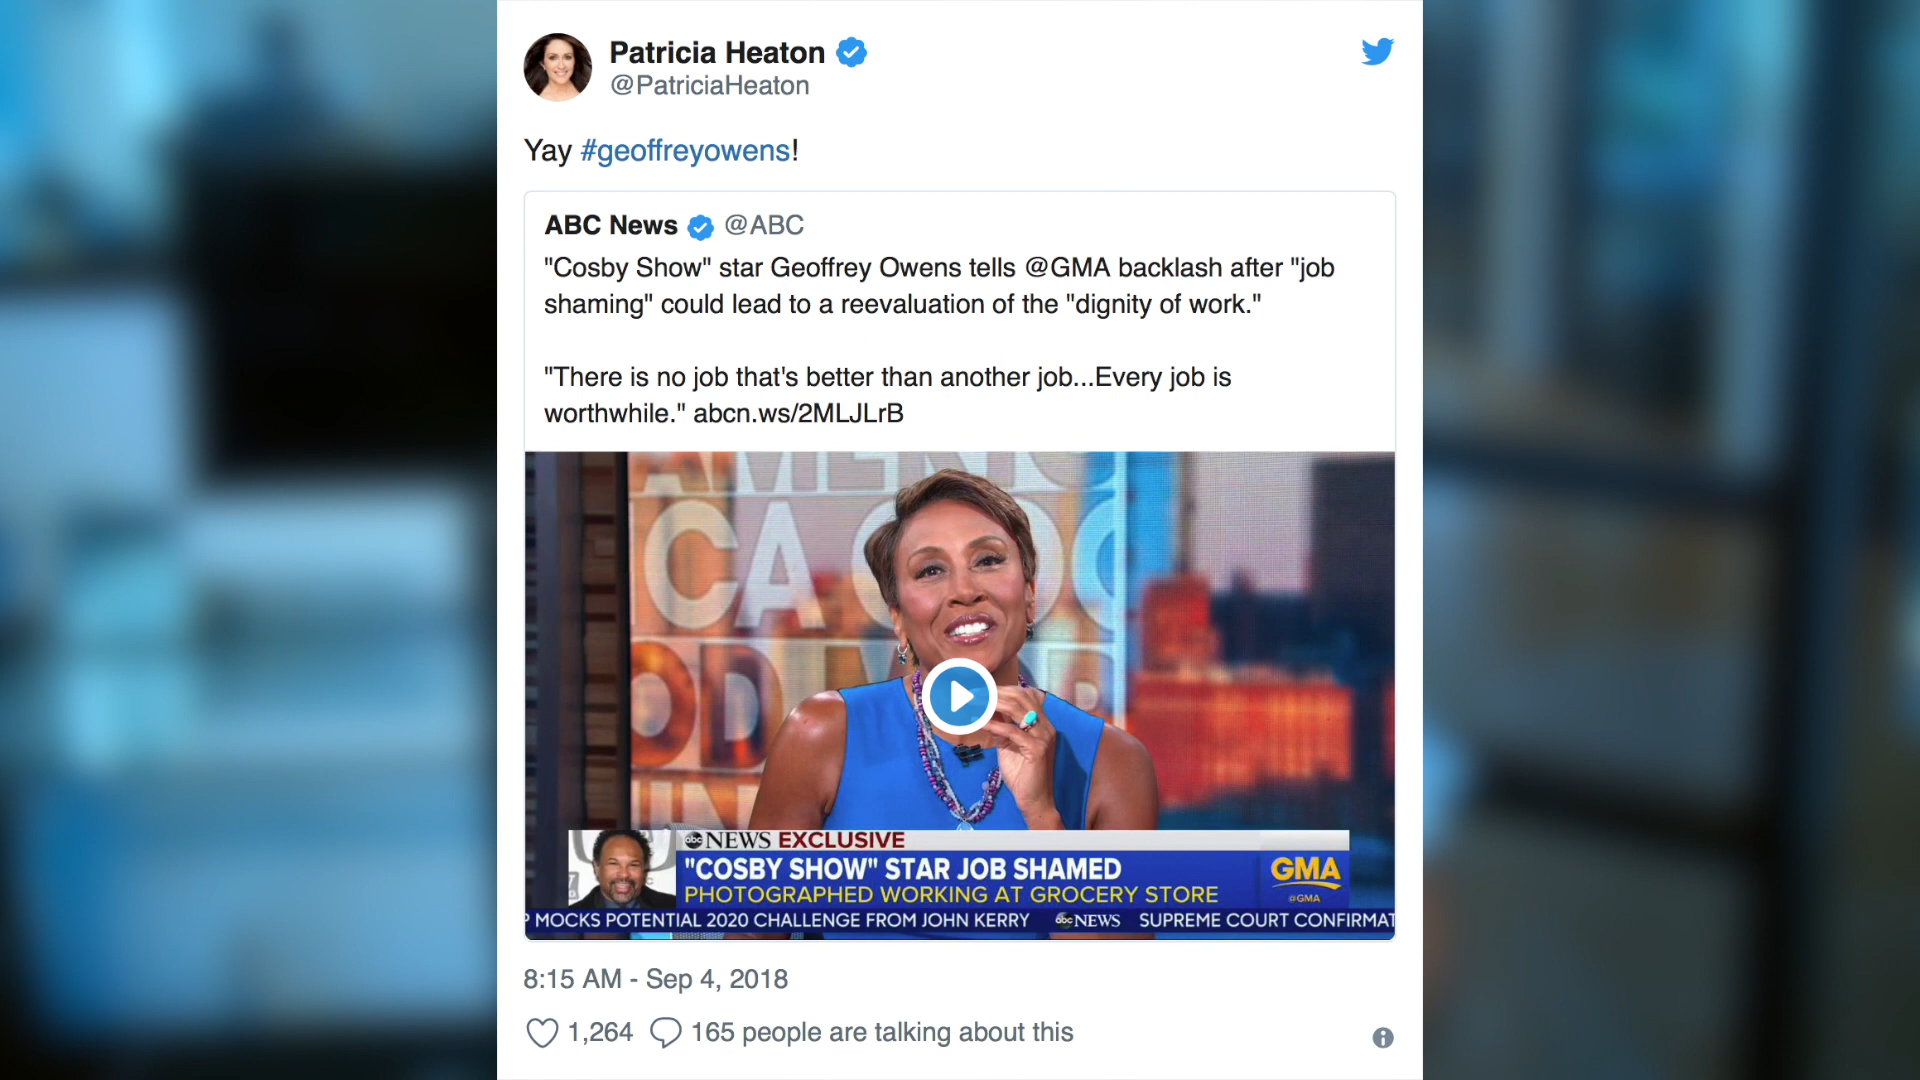 Patricia Heaton
@PatriciaHeaton
Yay #geoffreyowens!
ABC News @ABC
"Cosby Show" star Geoffrey Owens tells @GMA backlash after "job
shaming" could lead to a reevaluation of the "dignity of work."
"There is no job that's better than another job...Every job is
worthwhile." abcn.ws/2MLJLrB
abc NEWS EXCLUSIVE
"COSBY SHOW" STAR JOB SHAMED
PHOTOGRAPHED WORKING AT GROCERY STORE
GMA
@GMA
P MOCKS POTENTIAL 2020 CHALLENGE FROM JOHN KERRY abc NEWS SUPREME COURT CONFIRMAT
8:15 AM - Sep 4, 2018
1,264 165 people are talking about this